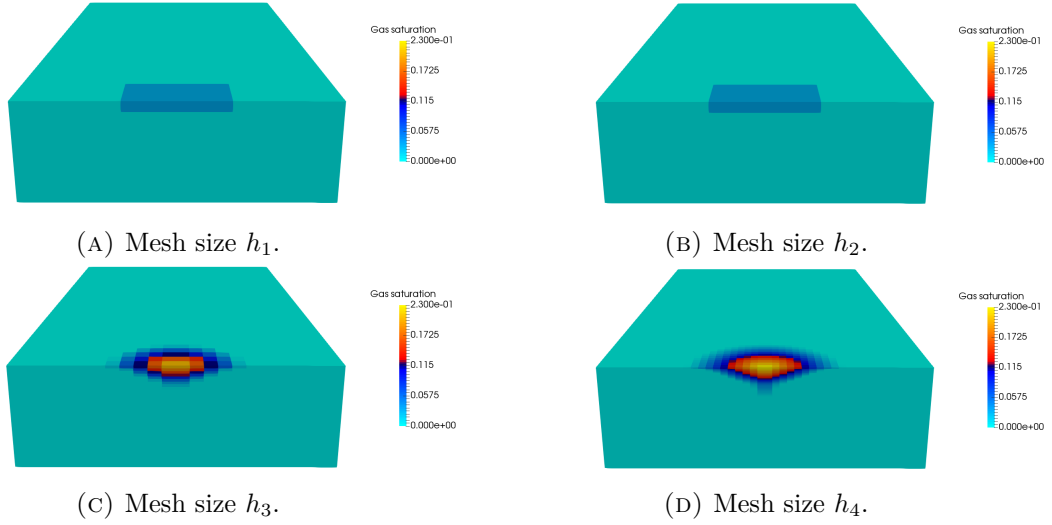 Gas saturation
2.300e-01
0.1725
0.115
0.0575
0.000e+00
Gas saturation
2.300e-01
0.1725
0.115
0.0575
0.000e+00
(A) Mesh size h₁.
(B) Mesh size h₂.
Gas saturation
2.300e-01
0.1725
0.115
0.0575
0.000e+00
Gas saturation
2.300e-01
0.1725
0.115
0.0575
0.000e+00
(C) Mesh size h₃.
(D) Mesh size h₄.